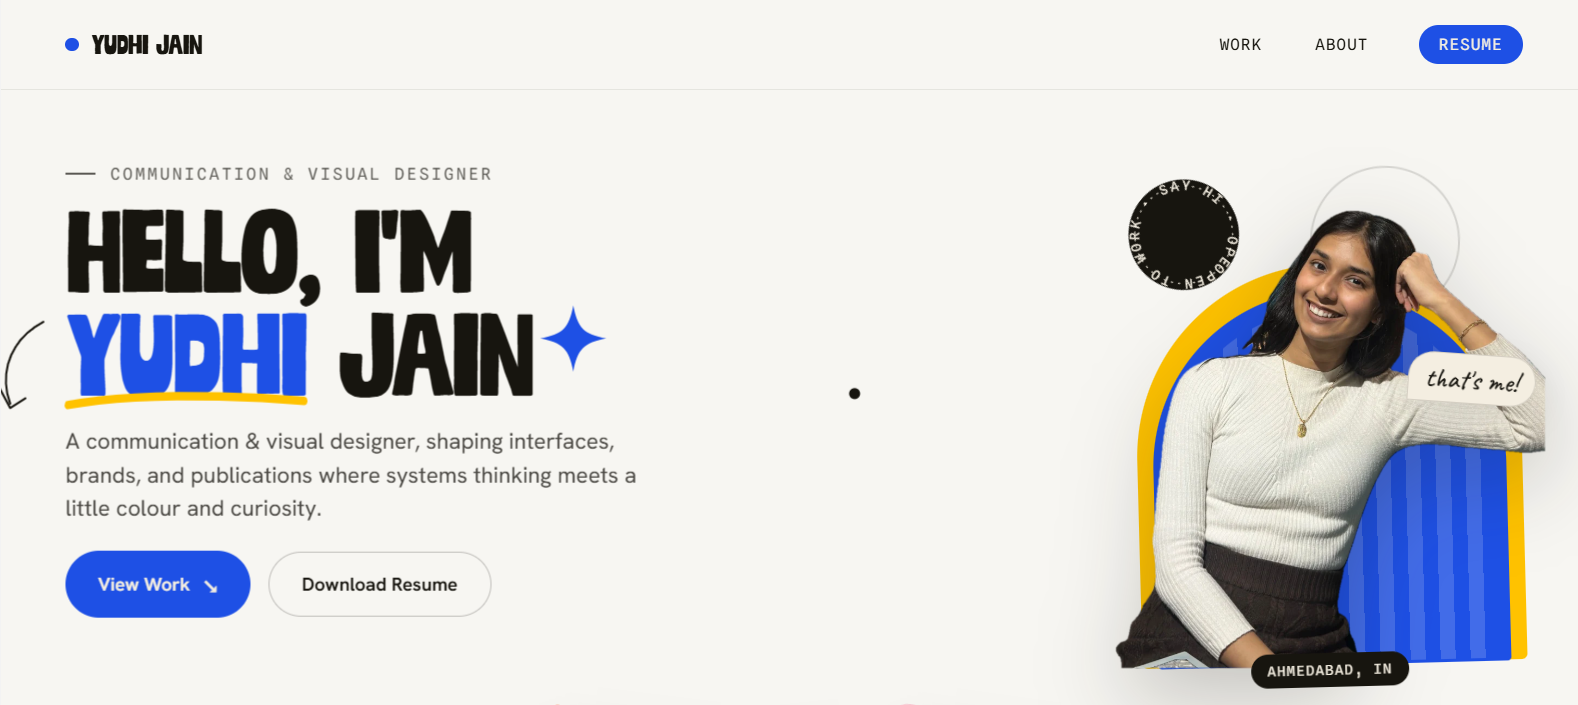 YUDHI JAIN
WORK
ABOUT
RESUME
COMMUNICATION & VISUAL DESIGNER
HELLO, I'M
YUDHI JAIN
A communication & visual designer, shaping interfaces,
brands, and publications where systems thinking meets a
little colour and curiosity.
View Work ↘
Download Resume
SAY HI · OPEOPEN TO WORK ·
that's me!
AHMEDABAD, IN